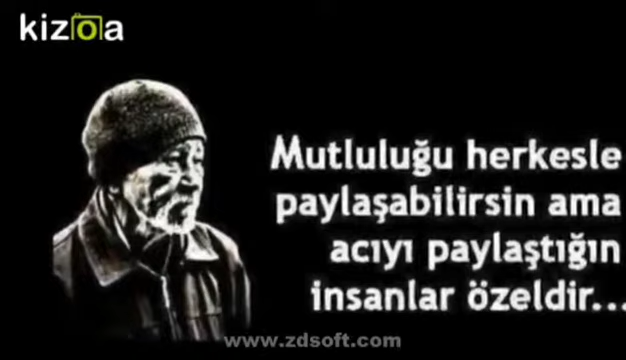 kizoa
Mutluluğu herkesle
paylaşabilirsin ama
acıyı paylaştığın
insanlar özeldir...
www.zdsoft.com